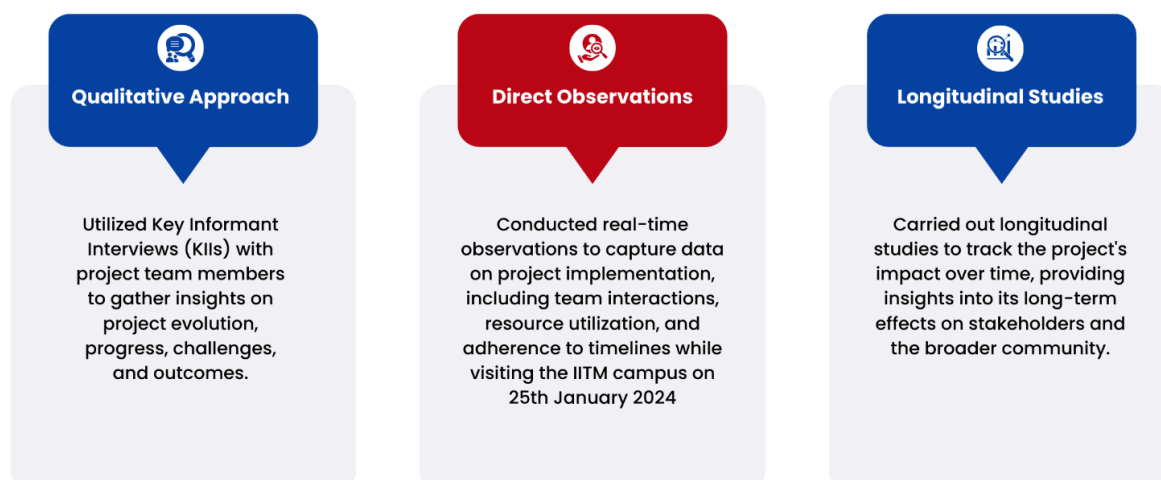 Qualitative Approach
Utilized Key Informant
Interviews (KIIs) with
project team members
to gather insights on
project evolution,
progress, challenges,
and outcomes.
Direct Observations
Conducted real-time
observations to capture data
on project implementation,
including team interactions,
resource utilization, and
adherence to timelines while
visiting the IITM campus on
25th January 2024
Longitudinal Studies
Carried out longitudinal
studies to track the project's
impact over time, providing
insights into its long-term
effects on stakeholders and
the broader community.